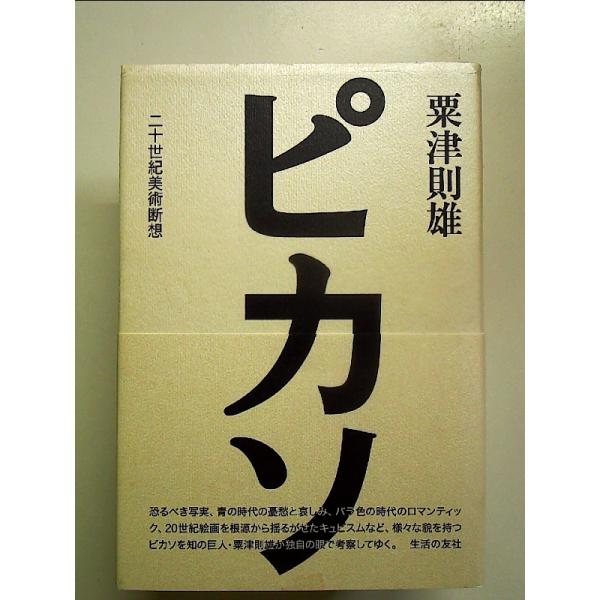 粟津則雄
ピカソ
二十世紀美術断想
恐るべき写実、青の時代の憂愁と哀しみ、バラ色の時代のロマンティッ
ク、20世紀絵画を根源から揺るがせたキュビスムなど、様々な貌を持つ
ピカソを知の巨人・粟津則雄が独自の眼で考察してゆく。 生活の友社